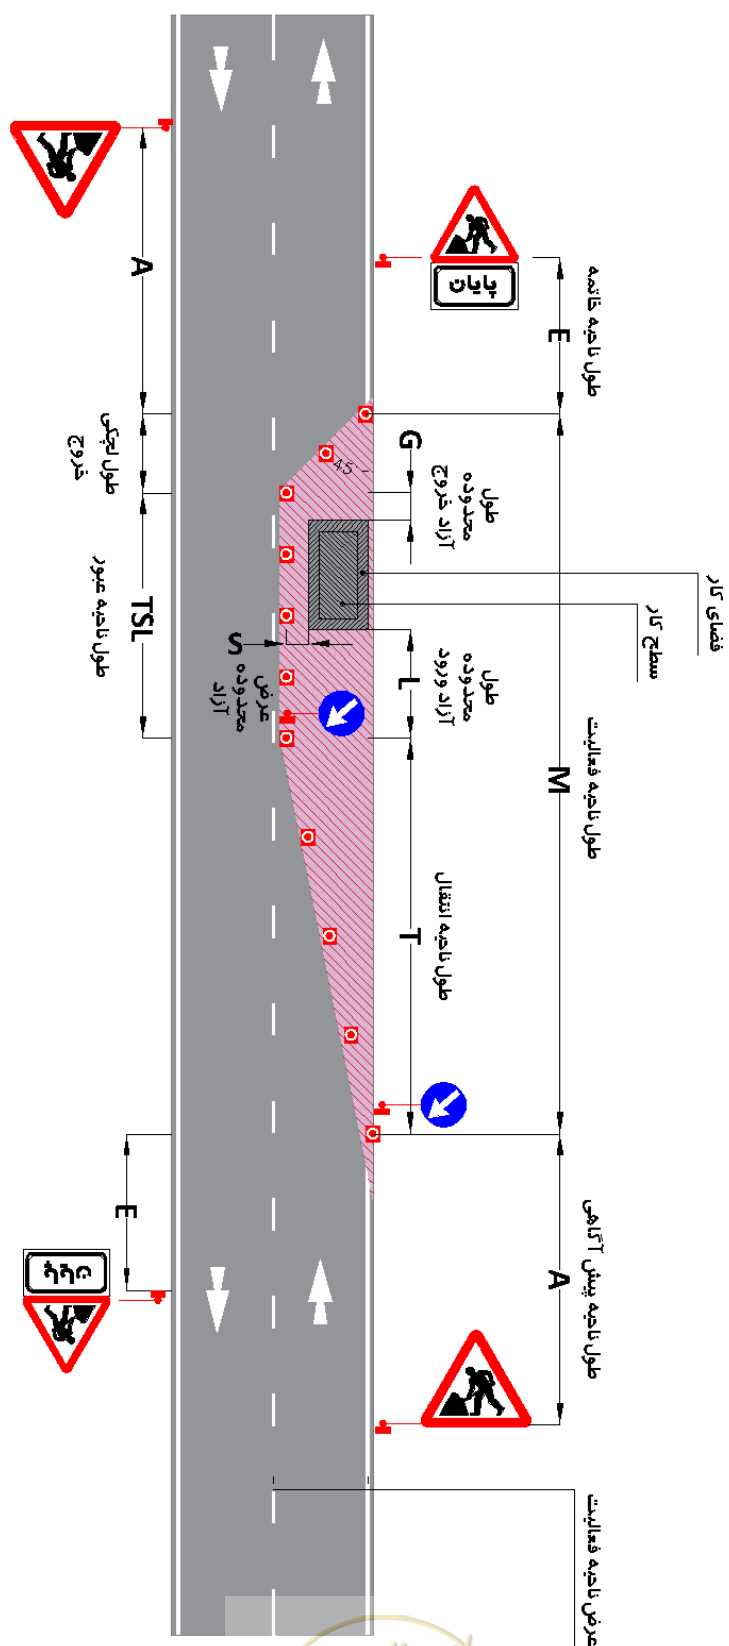 پایان
طول ناحیه خاتمه
E
A
طول لچکی
خروج
G
طول
محدوده
آزاد خروج
45
فضای کار
سطح کار
TSL
طول ناحیه عبور
S
عرض
محدوده
آزاد
L
طول
محدوده
آزاد ورود
M
طول ناحیه فعالیت
T
طول ناحیه انتقال
E
پایان
A
طول ناحیه پیش آگاهی
عرض ناحیه فعالیت